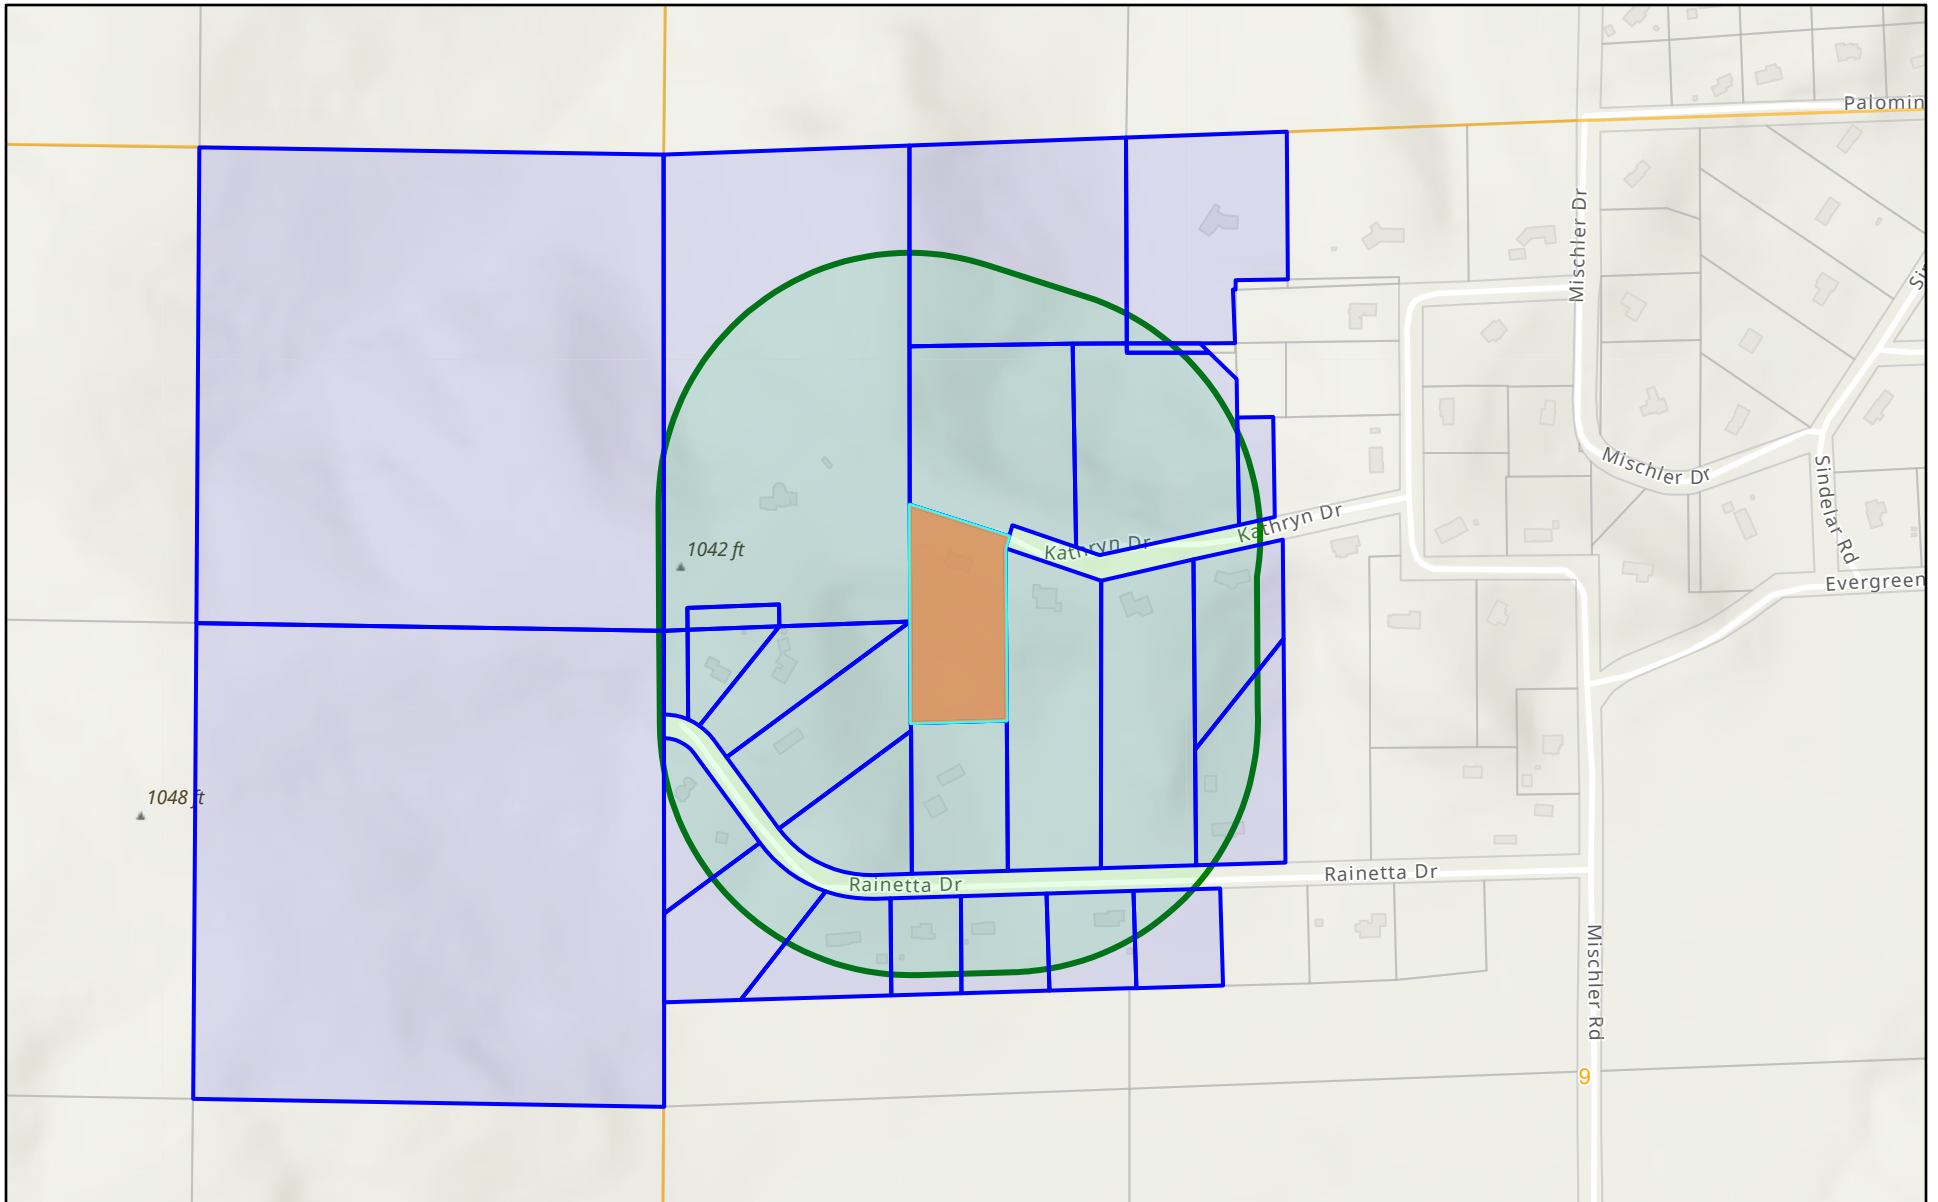 Palomin
Mischler Dr
Mischler Dr
Sindelar Rd
Kathryn Dr
Kathryn Dr
1042 ft
Evergreen
1048 ft
Rainetta Dr
Rainetta Dr
Mischler Rd
9